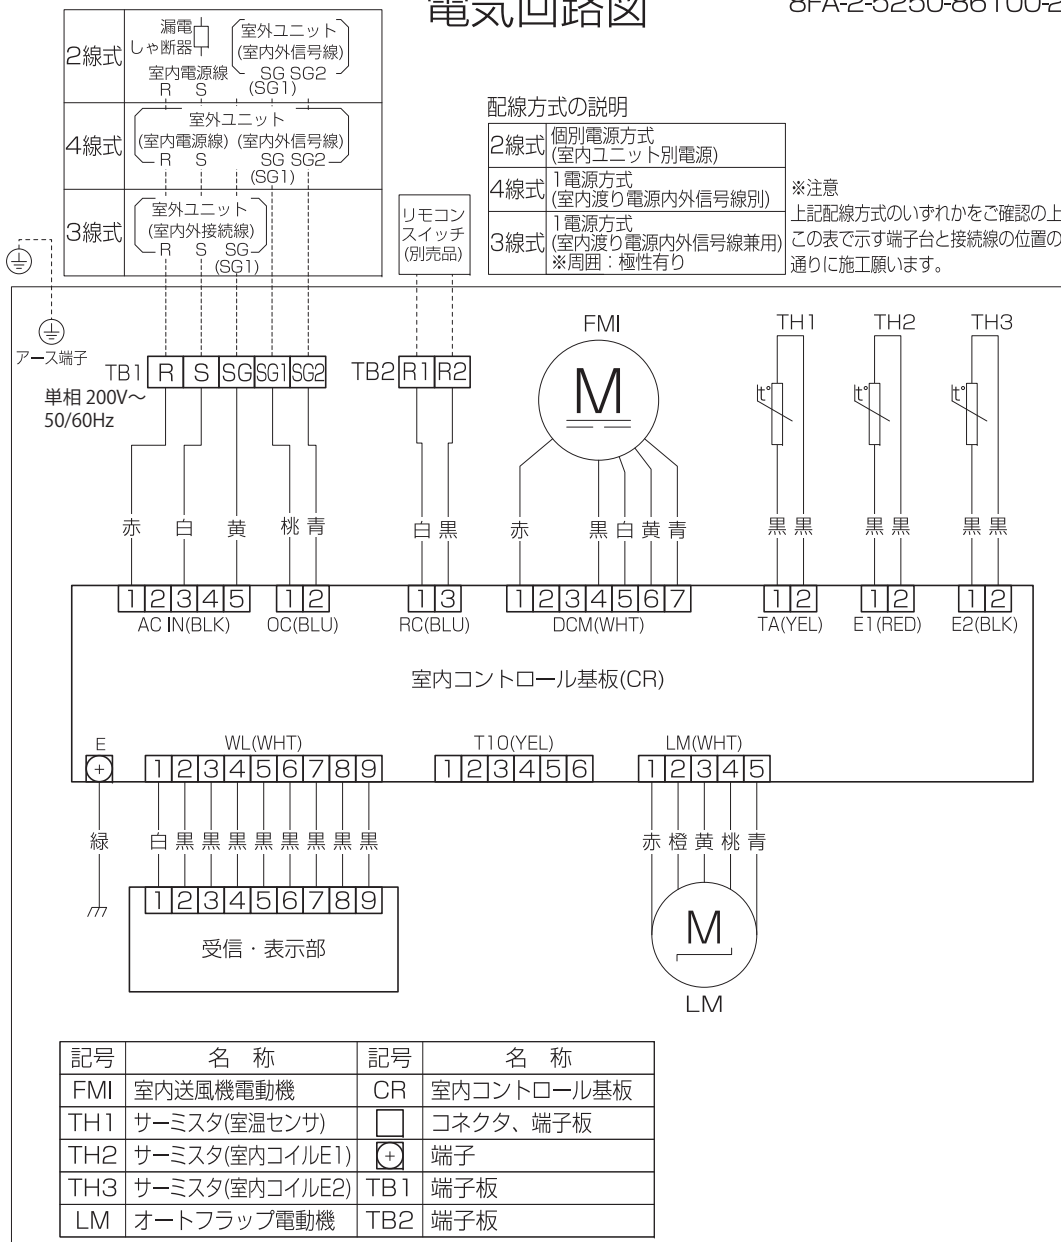 電気回路図
8FA-2-5250-86100-2
2線式
漏電
しゃ断器
室内電源線
R S
室外ユニット
(室内外信号線)
SG SG2
(SG1)
4線式
室外ユニット
(室内電源線) (室内外信号線)
R S SG SG2
(SG1)
3線式
室外ユニット
(室内外接続線)
R S SG
(SG1)
リモコン
スイッチ
(別売品)
配線方式の説明
2線式 個別電源方式
(室内ユニット別電源)
4線式 1電源方式
(室内渡り電源内外信号線別)
3線式 1電源方式
(室内渡り電源内外信号線兼用)
※周囲：極性有り
※注意
上記配線方式のいずれかをご確認の上
この表で示す端子台と接続線の位置の
通りに施工願います。
アース端子
TB1 R S SG SG1 SG2
単相 200V～
50/60Hz
TB2 R1 R2
FMI
M
TH1 TH2 TH3
t° t° t°
赤 白 黄 桃 青 白 黒 赤 黒 白 黄 青 黒 黒 黒 黒 黒 黒
1 2 3 4 5 1 2 1 3 1 2 3 4 5 6 7 1 2 1 2 1 2
AC IN(BLK) OC(BLU) RC(BLU) DCM(WHT) TA(YEL) E1(RED) E2(BLK)
室内コントロール基板(CR)
E WL(WHT) T10(YEL) LM(WHT)
1 2 3 4 5 6 7 8 9 1 2 3 4 5 6 1 2 3 4 5
緑 白 黒 黒 黒 黒 黒 黒 黒 黒 赤 橙 黄 桃 青
1 2 3 4 5 6 7 8 9
受信・表示部
M
LM
記号 名 称 記号 名 称
FMI 室内送風機電動機 CR 室内コントロール基板
TH1 サーミスタ(室温センサ) コネクタ、端子板
TH2 サーミスタ(室内コイルE1) 端子
TH3 サーミスタ(室内コイルE2) TB1 端子板
LM オートフラップ電動機 TB2 端子板